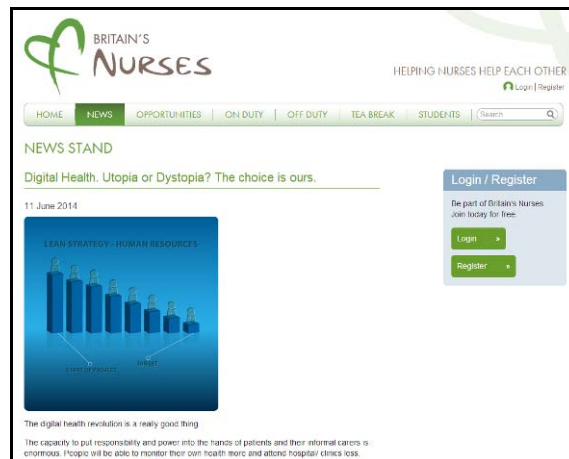 BRITAIN'S
NURSES
HELPING NURSES HELP EACH OTHER
Login | Register
HOME
NEWS
OPPORTUNITIES
ON DUTY
OFF DUTY
TEA BREAK
STUDENTS
Search
NEWS STAND
Digital Health. Utopia or Dystopia? The choice is ours.
11 June 2014
LEAN STRATEGY - HUMAN RESOURCES
TARGET
The digital health revolution is a really good thing
The capacity to put responsibility and power into the hands of patients and their informal carers is
enormous. People will be able to monitor their own health more and attend hospital/ clinics less.
Login / Register
Be part of Britain's Nurses
Join today for free.
Login »
Register »